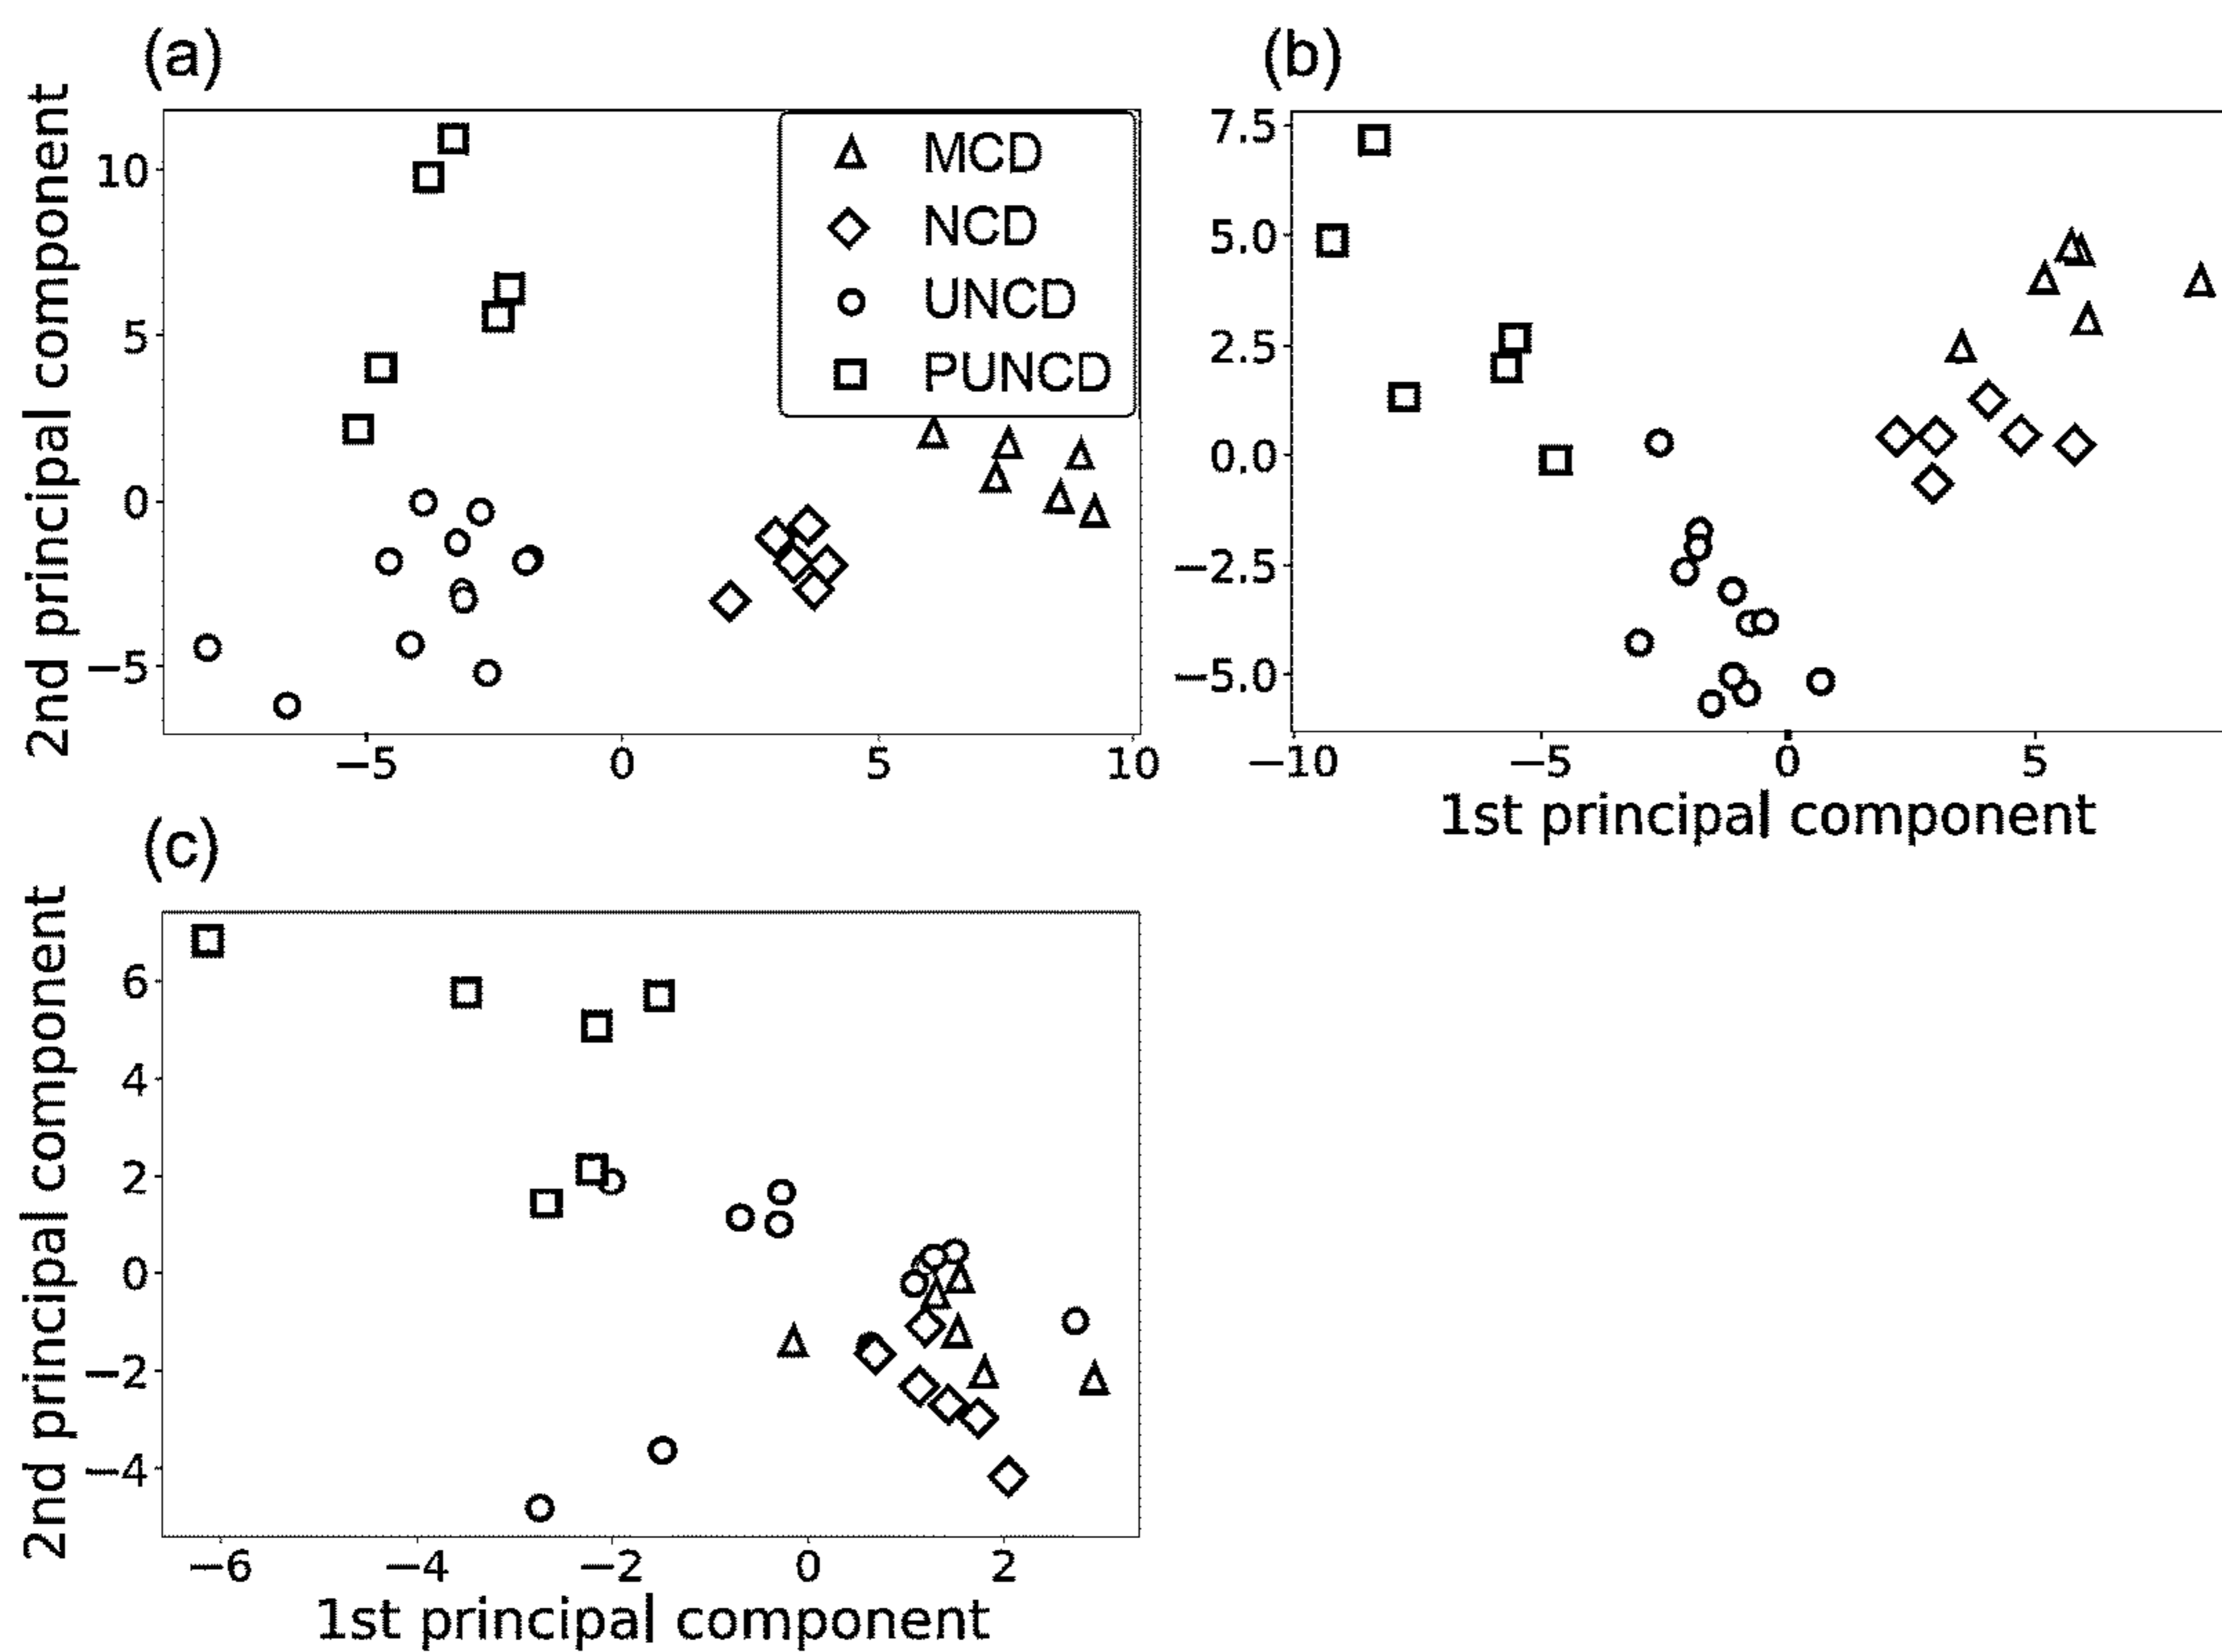 (a)
2nd principal component
10
5
0
−5
−5
0
5
10
MCD
NCD
UNCD
PUNCD
(b)
7.5
5.0
2.5
0.0
−2.5
−5.0
−10
−5
0
5
1st principal component
(c)
2nd principal component
6
4
2
0
−2
−4
−6
−4
−2
0
2
1st principal component